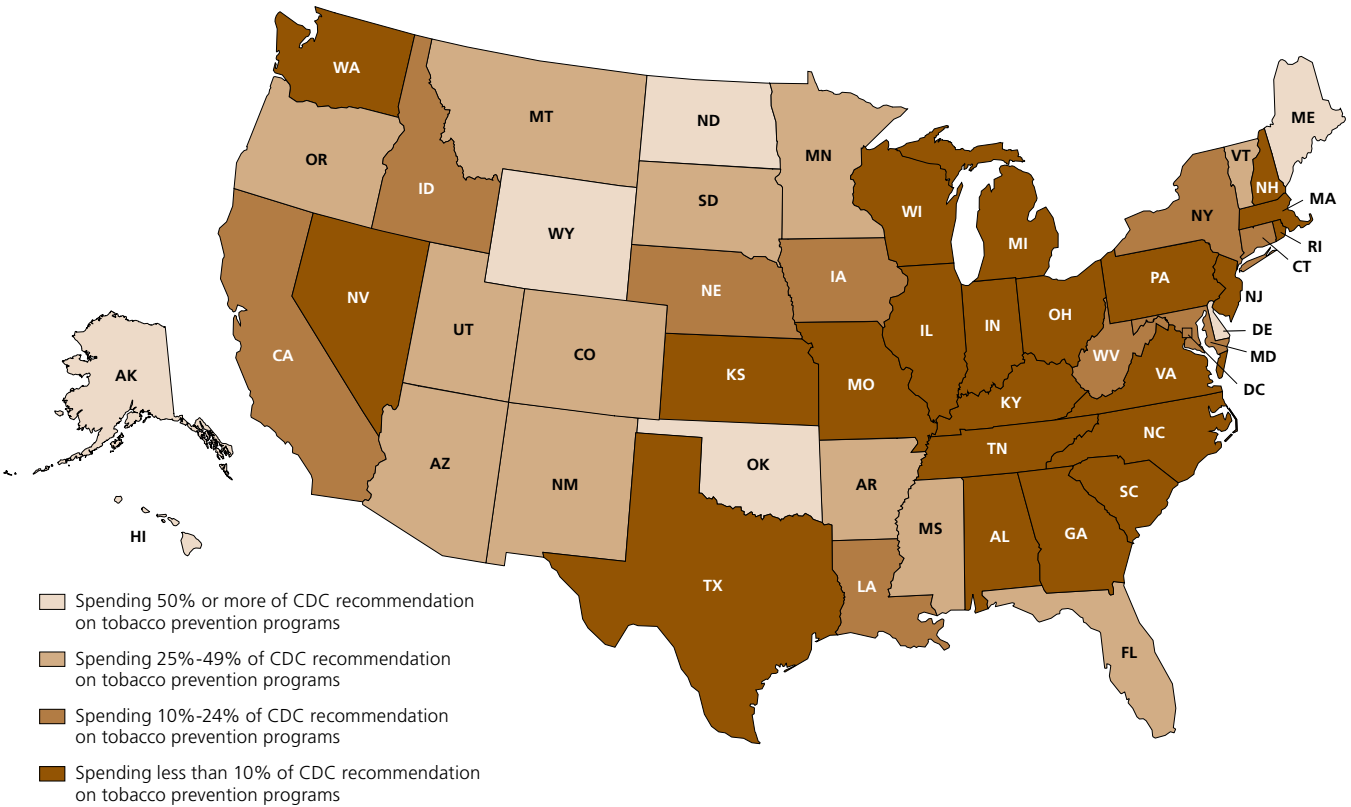 WA
MT
ND
ME
OR
ID
MN
VT
NH
SD
WI
NY
MA
WY
MI
RI
CT
IA
NE
PA
NV
NJ
UT
CO
IL
IN
OH
DE
CA
WV
MD
AK
KS
MO
VA
DC
KY
AZ
NM
OK
TN
NC
AR
SC
HI
MS
AL
GA
TX
LA
FL
Spending 50% or more of CDC recommendation
on tobacco prevention programs
Spending 25%-49% of CDC recommendation
on tobacco prevention programs
Spending 10%-24% of CDC recommendation
on tobacco prevention programs
Spending less than 10% of CDC recommendation
on tobacco prevention programs